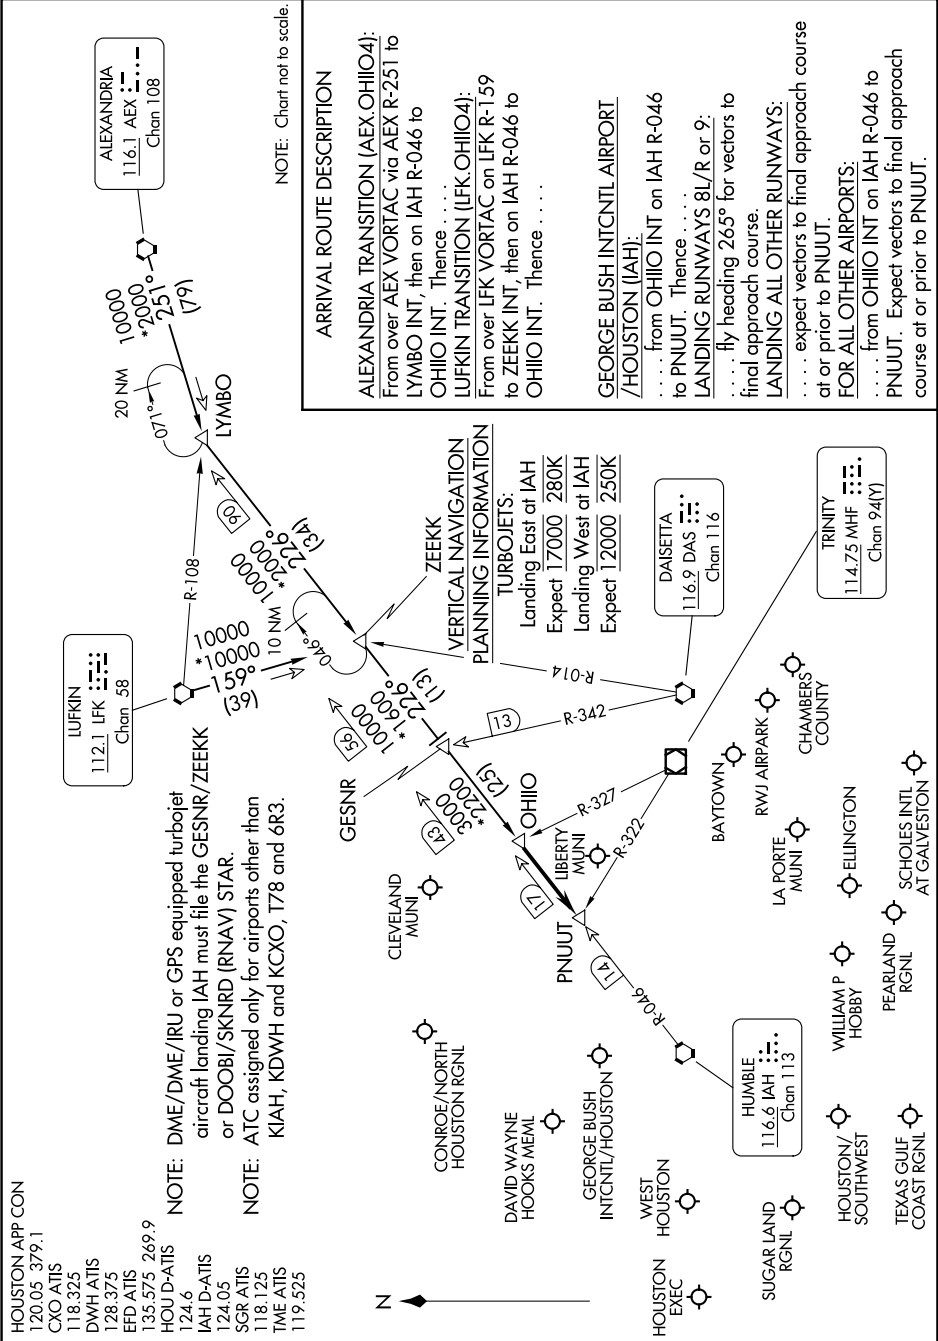 HOUSTON APP CON
120.05 379.1
CXO ATIS
118.325
DWH ATIS
128.375
EFD ATIS
135.575 269.9
HOU D-ATIS
124.6
IAH D-ATIS
124.05
SGR ATIS
118.125
TME ATIS
119.525
NOTE: DME/DME/IRU or GPS equipped turbojet
aircraft landing IAH must file the GESNR/ZEEKK
or DOOBI/SKNRD (RNAV) STAR.
NOTE: ATC assigned only for airports other than
KIAH, KDWH and KCXO, T78 and 6R3.
LUFKIN
112.1 LFK
Chan 58
ALEXANDRIA
116.1 AEX
Chan 108
NOTE: Chart not to scale.
10000
*2000
251°
(79)
20 NM
071°
LYMBO
R-108
90
10000
*2000
226°
(34)
10000
*10000
159°
(39)
10 NM
046°
ZEEKK
56
10000
*1600
226°
(13)
GESNR
43
3000
*2200
(25)
OHIIO
17
PNUUT
14
R-046
13
R-342
R-014
R-327
R-322
VERTICAL NAVIGATION
PLANNING INFORMATION
TURBOJETS:
Landing East at IAH
Expect 17000 280K
Landing West at IAH
Expect 12000 250K
DAISETTA
116.9 DAS
Chan 116
TRINITY
114.75 MHF
Chan 94(Y)
HUMBLE
116.6 IAH
Chan 113
CLEVELAND
MUNI
LIBERTY
MUNI
CONROE/NORTH
HOUSTON RGNL
DAVID WAYNE
HOOKS MEML
GEORGE BUSH
INTCNTL/HOUSTON
WEST
HOUSTON
HOUSTON
EXEC
SUGAR LAND
RGNL
HOUSTON/
SOUTHWEST
TEXAS GULF
COAST RGNL
WILLIAM P
HOBBY
PEARLAND
RGNL
ELLINGTON
SCHOLES INTL
AT GALVESTON
LA PORTE
MUNI
BAYTOWN
RWJ AIRPARK
CHAMBERS
COUNTY
N
ARRIVAL ROUTE DESCRIPTION
ALEXANDRIA TRANSITION (AEX.OHIIO4):
From over AEX VORTAC via AEX R-251 to
LYMBO INT, then on IAH R-046 to
OHIIO INT. Thence . . . .
LUFKIN TRANSITION (LFK.OHIIO4):
From over LFK VORTAC on LFK R-159
to ZEEKK INT, then on IAH R-046 to
OHIIO INT. Thence . . . .
GEORGE BUSH INTCNTL AIRPORT
/HOUSTON (IAH):
. . . . from OHIIO INT on IAH R-046
to PNUUT. Thence . . . .
LANDING RUNWAYS 8L/R or 9:
. . . . fly heading 265° for vectors to
final approach course.
LANDING ALL OTHER RUNWAYS:
. . . . expect vectors to final approach course
at or prior to PNUUT.
FOR ALL OTHER AIRPORTS:
. . . . from OHIIO INT on IAH R-046 to
PNUUT. Expect vectors to final approach
course at or prior to PNUUT.